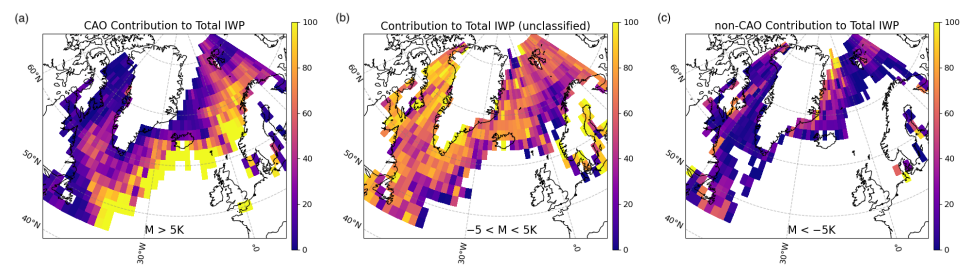 (a)
CAO Contribution to Total IWP
60°N
50°N
40°N
30°W
0°
M > 5K
100
80
60
40
20
0
(b)
Contribution to Total IWP (unclassified)
60°N
50°N
40°N
30°W
0°
−5 < M < 5K
100
80
60
40
20
0
(c)
non-CAO Contribution to Total IWP
60°N
50°N
40°N
30°W
0°
M < −5K
100
80
60
40
20
0